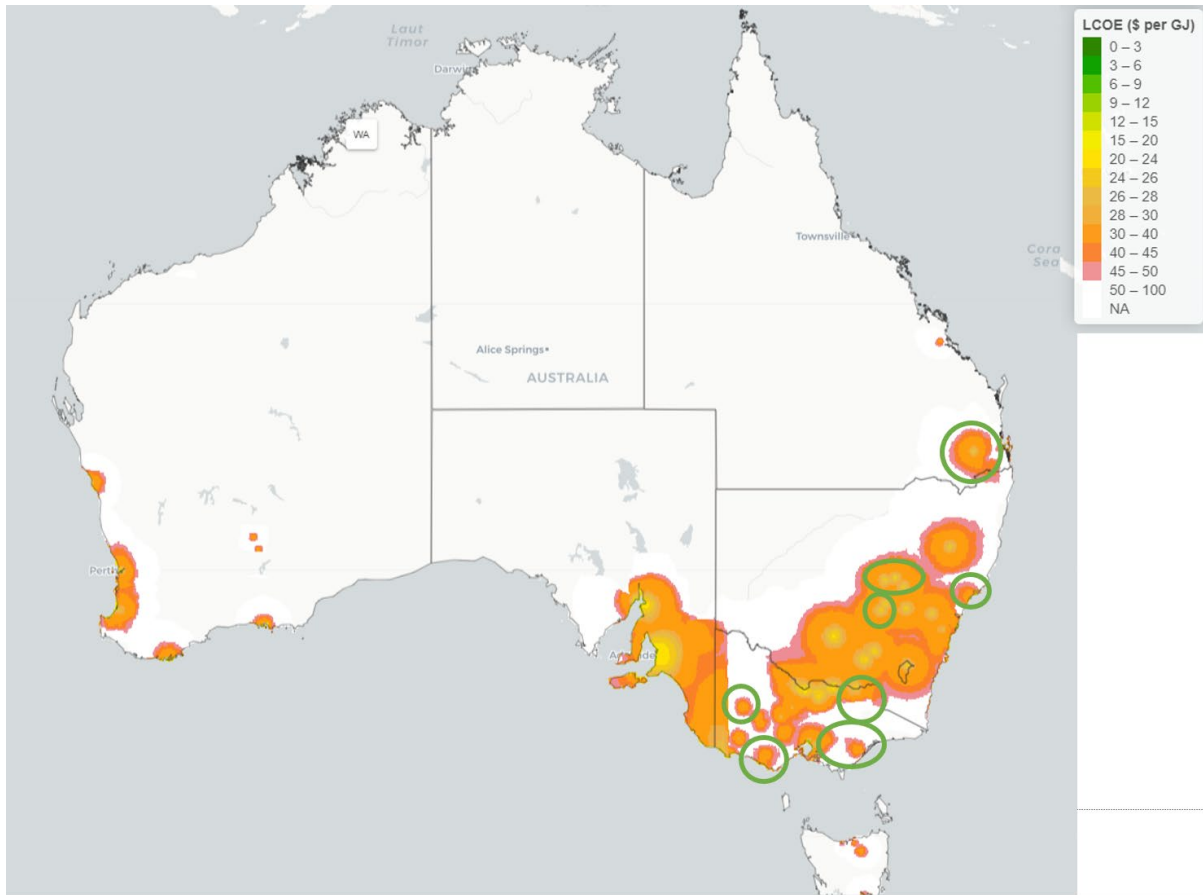 Laut
Timor
Darwi
WA
Townsville
Cora
Sea
Alice Springs
AUSTRALIA
Perth
LCOE ($ per GJ)
0 – 3
3 – 6
6 – 9
9 – 12
12 – 15
15 – 20
20 – 24
24 – 26
26 – 28
28 – 30
30 – 40
40 – 45
45 – 50
50 – 100
NA